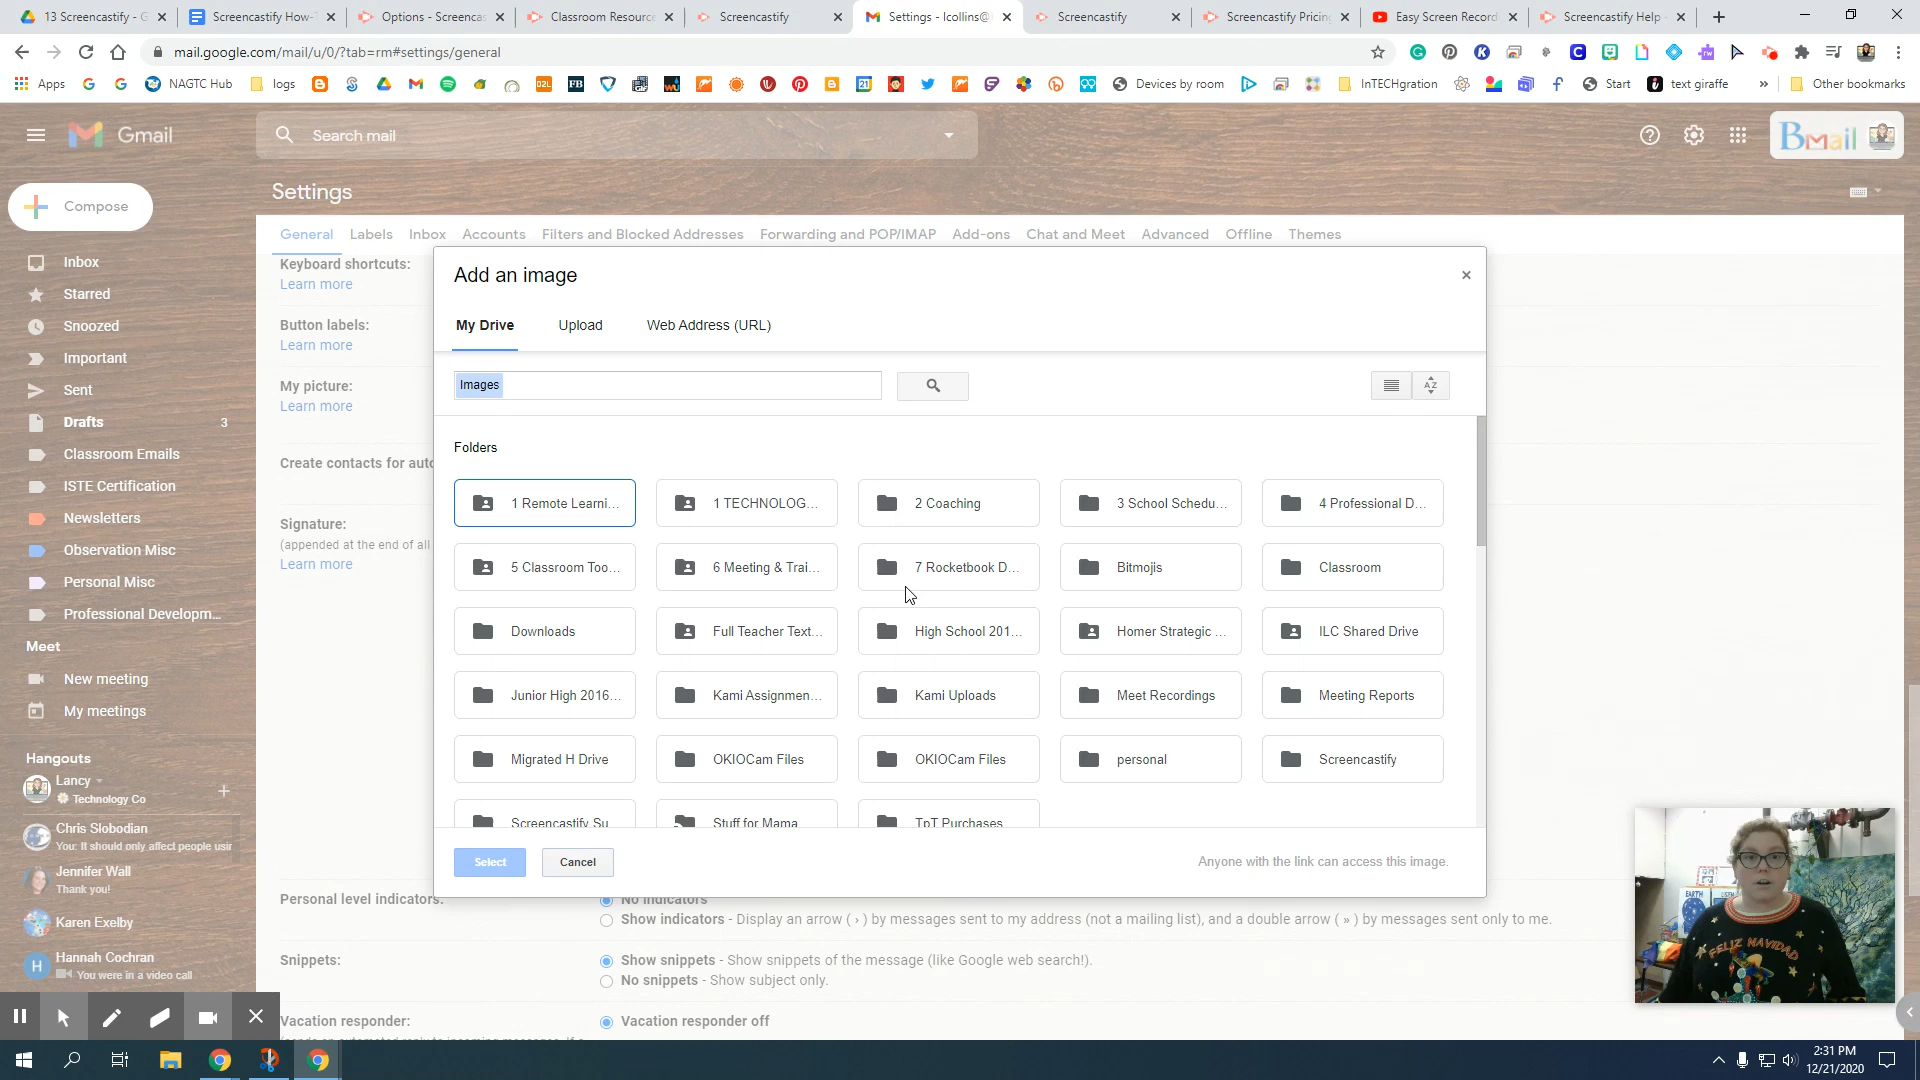 13 Screencastify - G
Screencastify How-T
Options - Screencas
Classroom Resource
Screencastify
Settings - lcollins@
Screencastify
Screencastify Pricing
Easy Screen Record
Screencastify Help -
mail.google.com/mail/u/0/?tab=rm#settings/general
Apps
NAGTC Hub
logs
Devices by room
InTECHgration
Start
text giraffe
Other bookmarks
Gmail
Search mail
Bmail
Settings
Compose
General
Labels
Inbox
Accounts
Filters and Blocked Addresses
Forwarding and POP/IMAP
Add-ons
Chat and Meet
Advanced
Offline
Themes
Inbox
Starred
Snoozed
Important
Sent
Drafts 3
Classroom Emails
ISTE Certification
Newsletters
Observation Misc
Personal Misc
Professional Developm...
Meet
New meeting
My meetings
Hangouts
Lancy
Technology Co
Chris Slobodian
You: It should only affect people usin
Jennifer Wall
Thank you!
Karen Exelby
Hannah Cochran
You were in a video call
Keyboard shortcuts:
Learn more
Button labels:
Learn more
My picture:
Learn more
Create contacts for auto
Signature:
(appended at the end of all
Learn more
Add an image
My Drive
Upload
Web Address (URL)
Images
Folders
1 Remote Learni...
1 TECHNOLOG...
2 Coaching
3 School Schedu...
4 Professional D...
5 Classroom Too...
6 Meeting & Trai...
7 Rocketbook D...
Bitmojis
Classroom
Downloads
Full Teacher Text...
High School 201...
Homer Strategic ...
ILC Shared Drive
Junior High 2016...
Kami Assignmen...
Kami Uploads
Meet Recordings
Meeting Reports
Migrated H Drive
OKIOCam Files
OKIOCam Files
personal
Screencastify
Screencastify Su
Stuff for Mama
TpT Purchases
Select
Cancel
Anyone with the link can access this image.
Personal level indicators:
No indicators
Show indicators - Display an arrow ( › ) by messages sent to my address (not a mailing list), and a double arrow ( » ) by messages sent only to me.
Snippets:
Show snippets - Show snippets of the message (like Google web search!).
No snippets - Show subject only.
Vacation responder:
Vacation responder off
FELIZ NAVIDAD
2:31 PM
12/21/2020